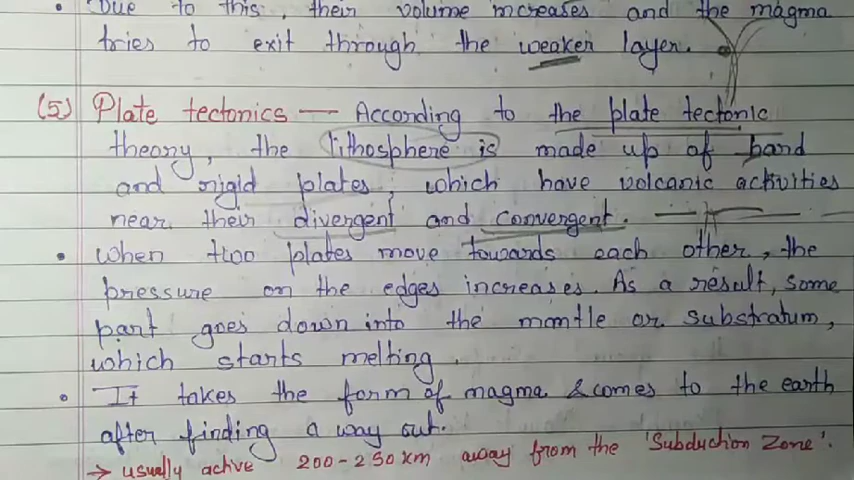 • Due to this, their volume increases and the magma
tries to exit through the weaker layer.
(5) Plate tectonics — According to the plate tectonic
theory, the lithosphere is made up of hard
and rigid plates, which have volcanic activities
near their divergent and convergent.
• When two plates move towards each other, the
pressure on the edges increases. As a result, some
part goes down into the mantle or substratum,
which starts melting.
• It takes the form of magma & comes to the earth
after finding a way out.
→ usually active 200-250 km away from the 'Subduction Zone'.